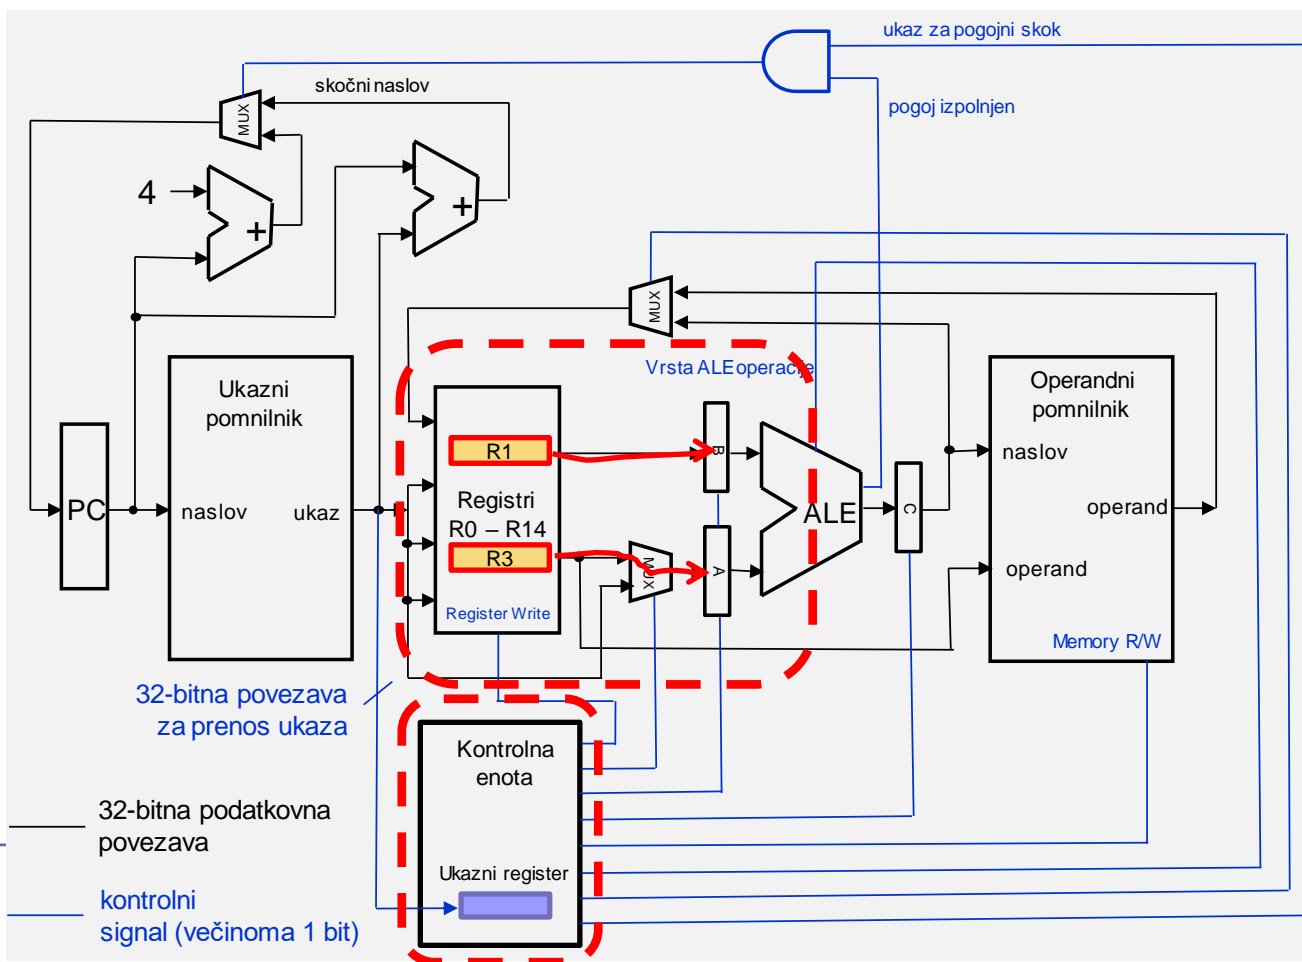 ukaz za pogojni skok
skočni naslov
MUX
pogoj izpolnjen
4
+
+
MUX
Vrsta ALE operacije
Ukazni
pomnilnik
Operandni
pomnilnik
R1
B
naslov
PC
naslov
ukaz
Registri
R0 – R14
ALE
C
operand
R3
MUX
A
operand
Register Write
Memory R/W
32-bitna povezava
za prenos ukaza
Kontrolna
enota
32-bitna podatkovna
povezava
Ukazni register
kontrolni
signal (večinoma 1 bit)